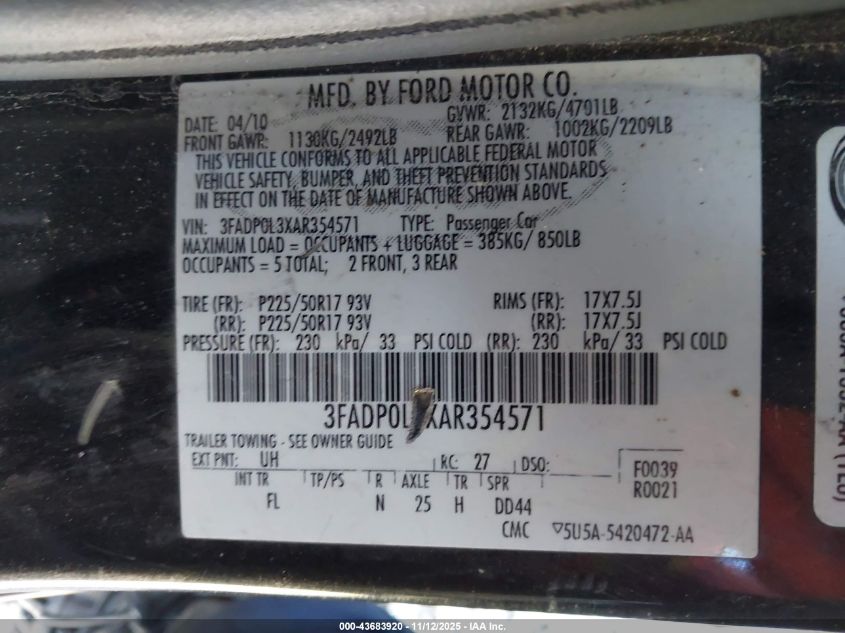 MFD. BY FORD MOTOR CO.
DATE: 04/10 GVWR: 2132KG/4701LB
FRONT GAWR: 1130KG/2492LB REAR GAWR: 1002KG/2209LB
THIS VEHICLE CONFORMS TO ALL APPLICABLE FEDERAL MOTOR
VEHICLE SAFETY, BUMPER, AND THEFT PREVENTION STANDARDS
IN EFFECT ON THE DATE OF MANUFACTURE SHOWN ABOVE.
VIN: 3FADP0L3XAR354571 TYPE: Passenger Car
MAXIMUM LOAD = OCCUPANTS + LUGGAGE = 385KG/ 850LB
OCCUPANTS = 5 TOTAL; 2 FRONT, 3 REAR
TIRE (FR): P225/50R17 93V RIMS (FR): 17X7.5J
(RR): P225/50R17 93V (RR): 17X7.5J
PRESSURE (FR): 230 kPa/ 33 PSI COLD (RR): 230 kPa/ 33 PSI COLD
3FADP0L XAR354571
TRAILER TOWING - SEE OWNER GUIDE
EXT PNT: UH RC: 27 DSO: F0039
INT TR TP/PS R AXLE TR SPR R0021
FL N 25 H DD44
CMC ▽5U5A-5420472-AA
000-43683920 - 11/12/2025 - IAA Inc.